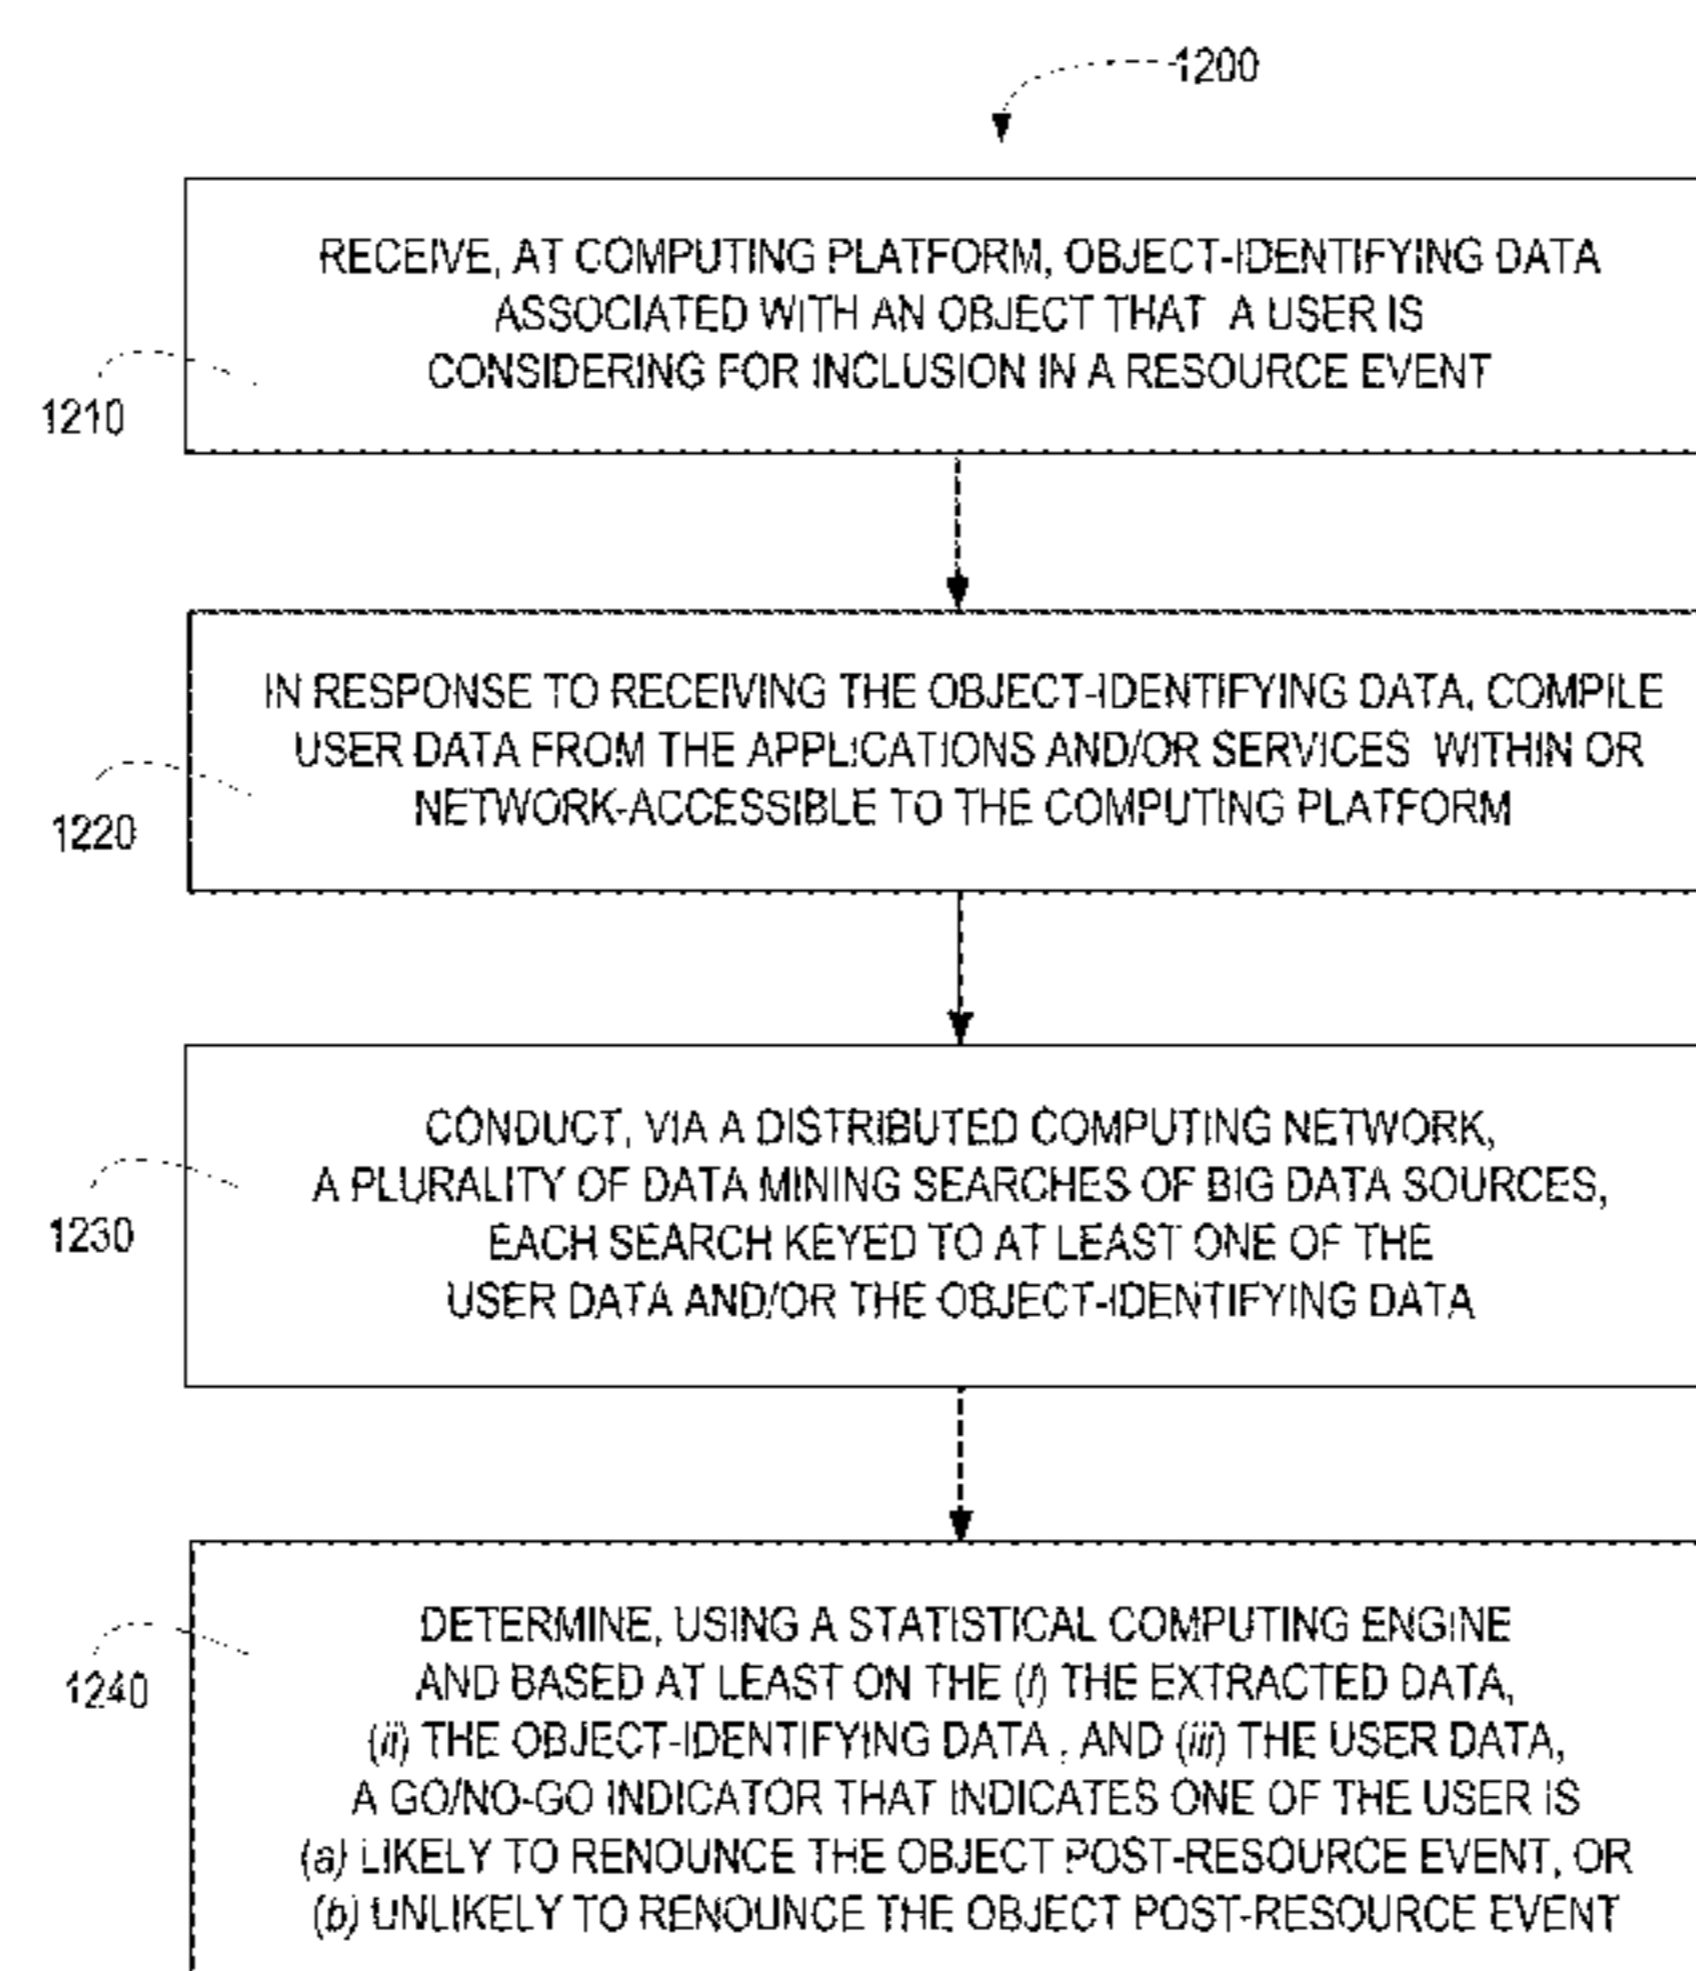 1200
RECEIVE, AT COMPUTING PLATFORM, OBJECT-IDENTIFYING DATA
ASSOCIATED WITH AN OBJECT THAT A USER IS
CONSIDERING FOR INCLUSION IN A RESOURCE EVENT
1210
IN RESPONSE TO RECEIVING THE OBJECT-IDENTIFYING DATA, COMPILE
USER DATA FROM THE APPLICATIONS AND/OR SERVICES WITHIN OR
NETWORK-ACCESSIBLE TO THE COMPUTING PLATFORM
1220
CONDUCT, VIA A DISTRIBUTED COMPUTING NETWORK,
A PLURALITY OF DATA MINING SEARCHES OF BIG DATA SOURCES,
EACH SEARCH KEYED TO AT LEAST ONE OF THE
USER DATA AND/OR THE OBJECT-IDENTIFYING DATA
1230
DETERMINE, USING A STATISTICAL COMPUTING ENGINE
AND BASED AT LEAST ON THE (i) THE EXTRACTED DATA,
(ii) THE OBJECT-IDENTIFYING DATA , AND (iii) THE USER DATA,
A GO/NO-GO INDICATOR THAT INDICATES ONE OF THE USER IS
(a) LIKELY TO RENOUNCE THE OBJECT POST-RESOURCE EVENT, OR
(b) UNLIKELY TO RENOUNCE THE OBJECT POST-RESOURCE EVENT
1240